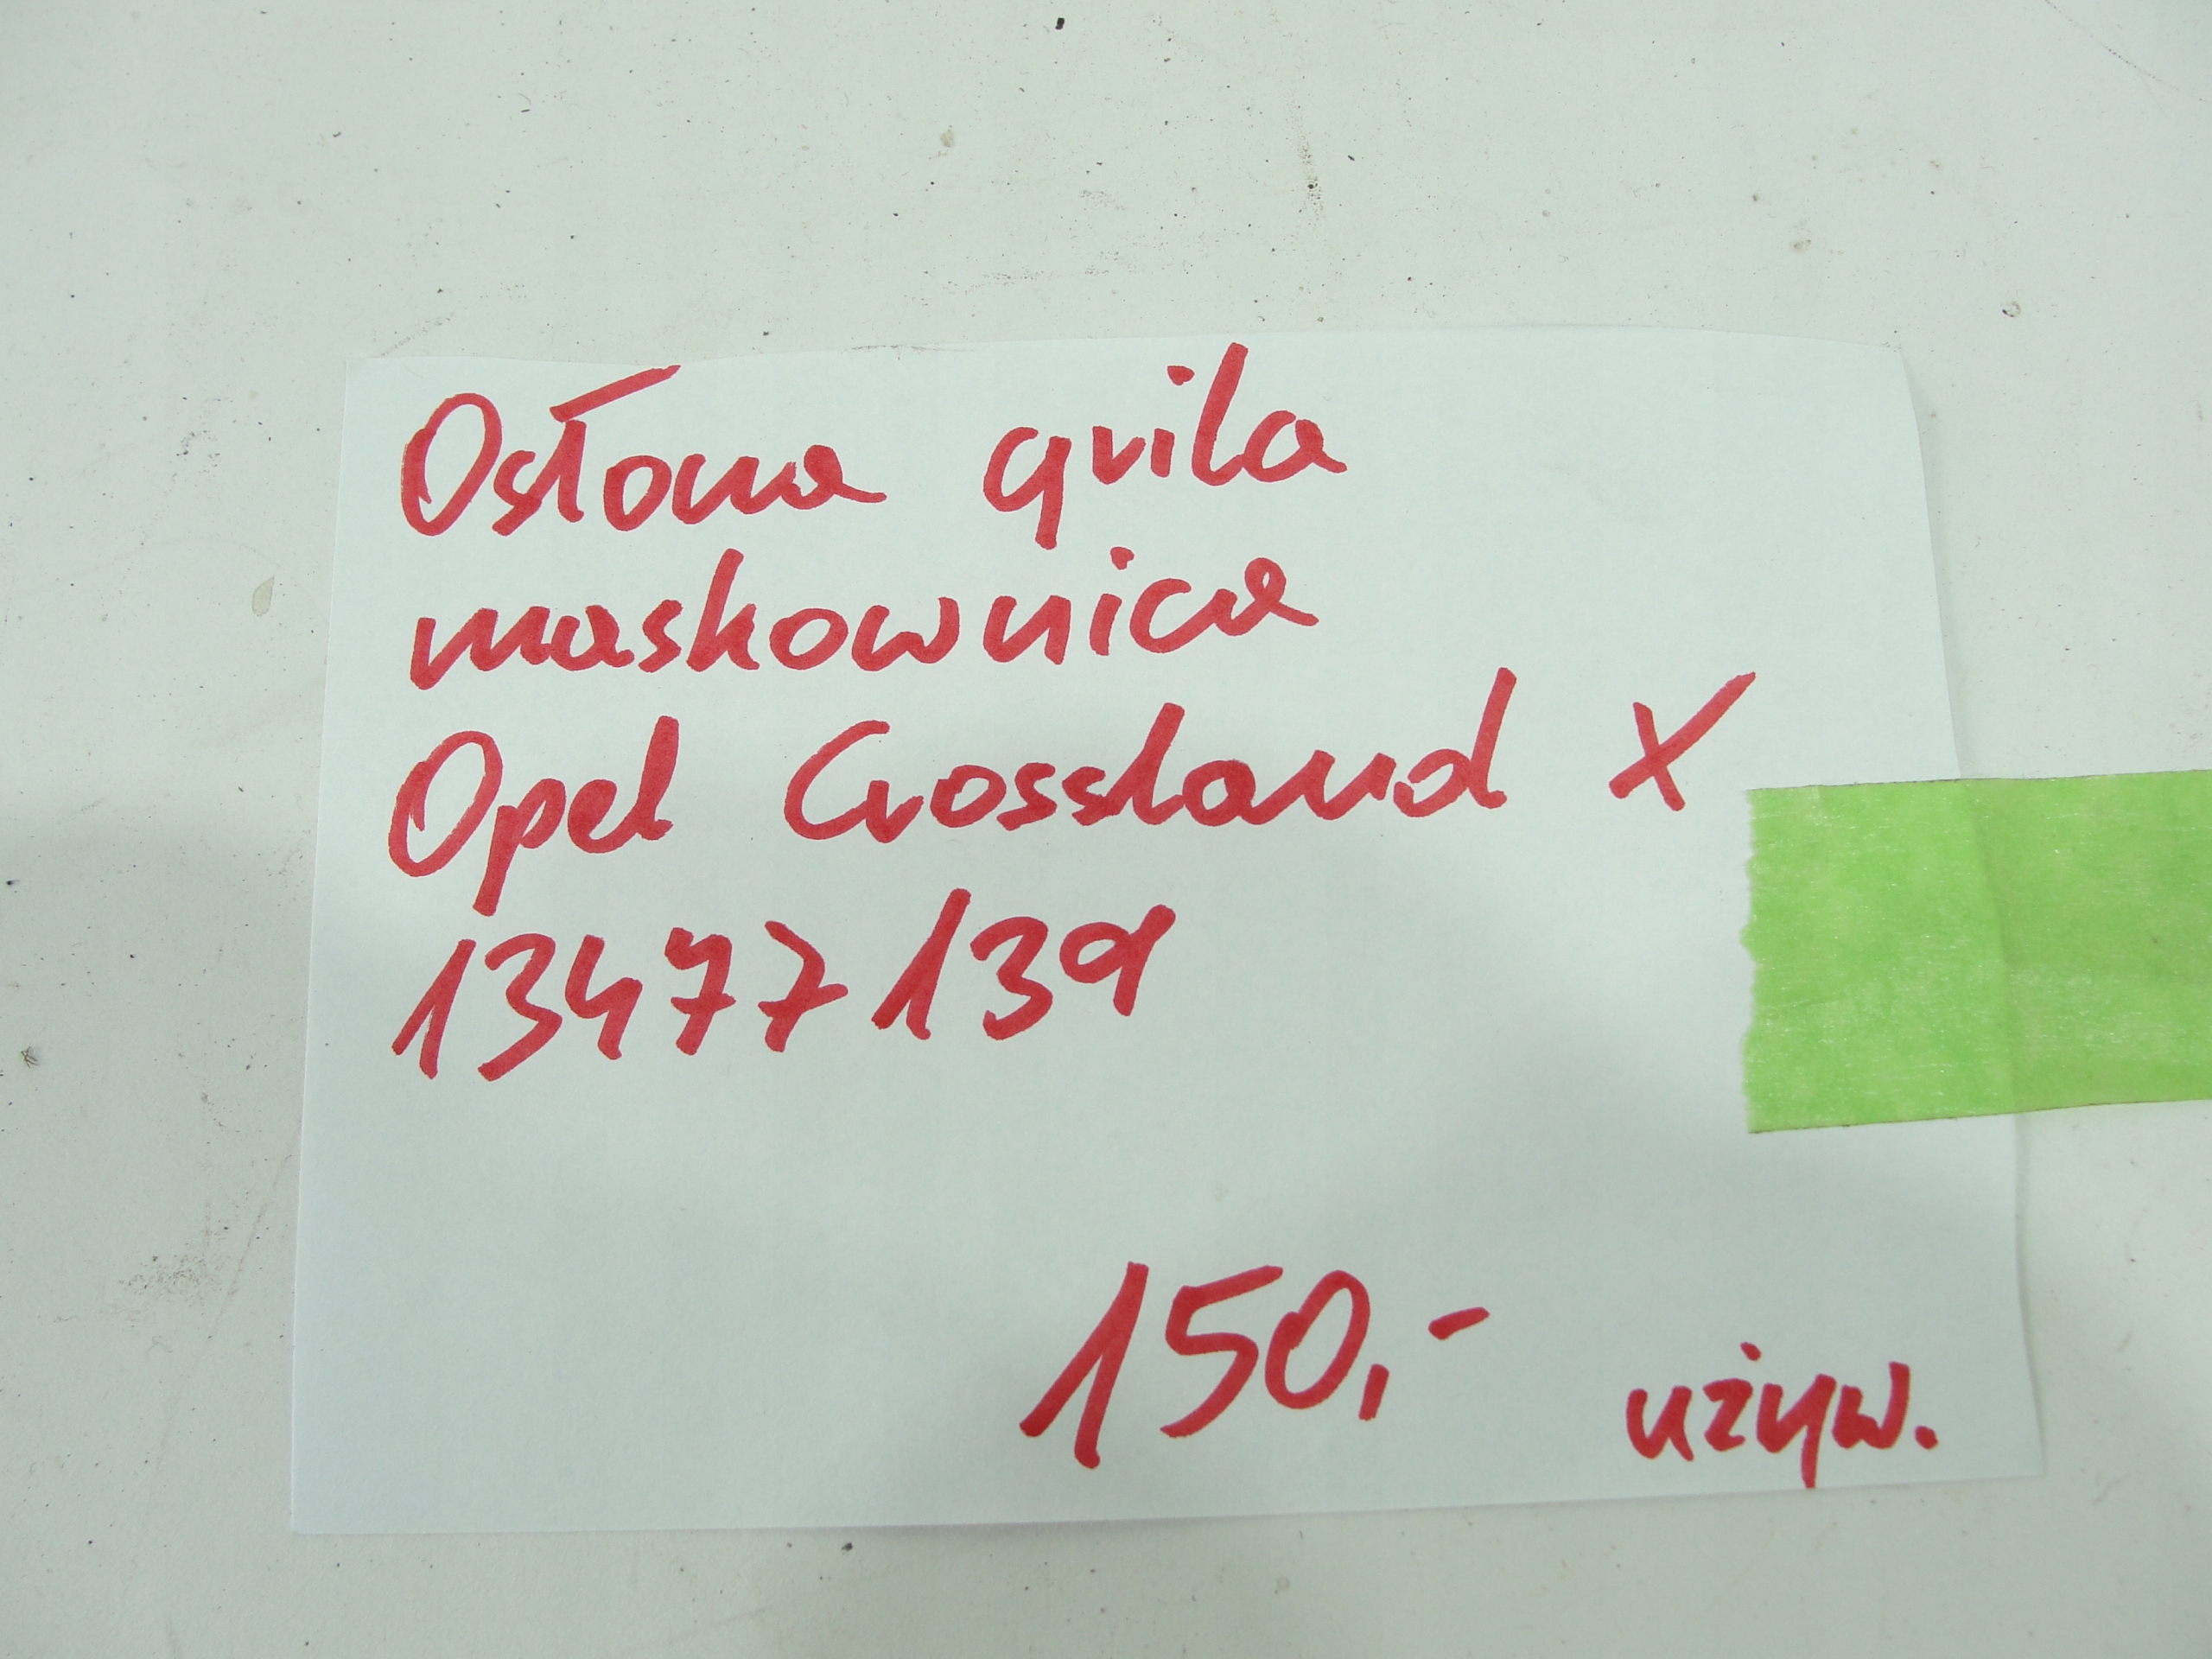 Osłona grila
maskownica
Opel Crossland X
13477139
150,-
używ.